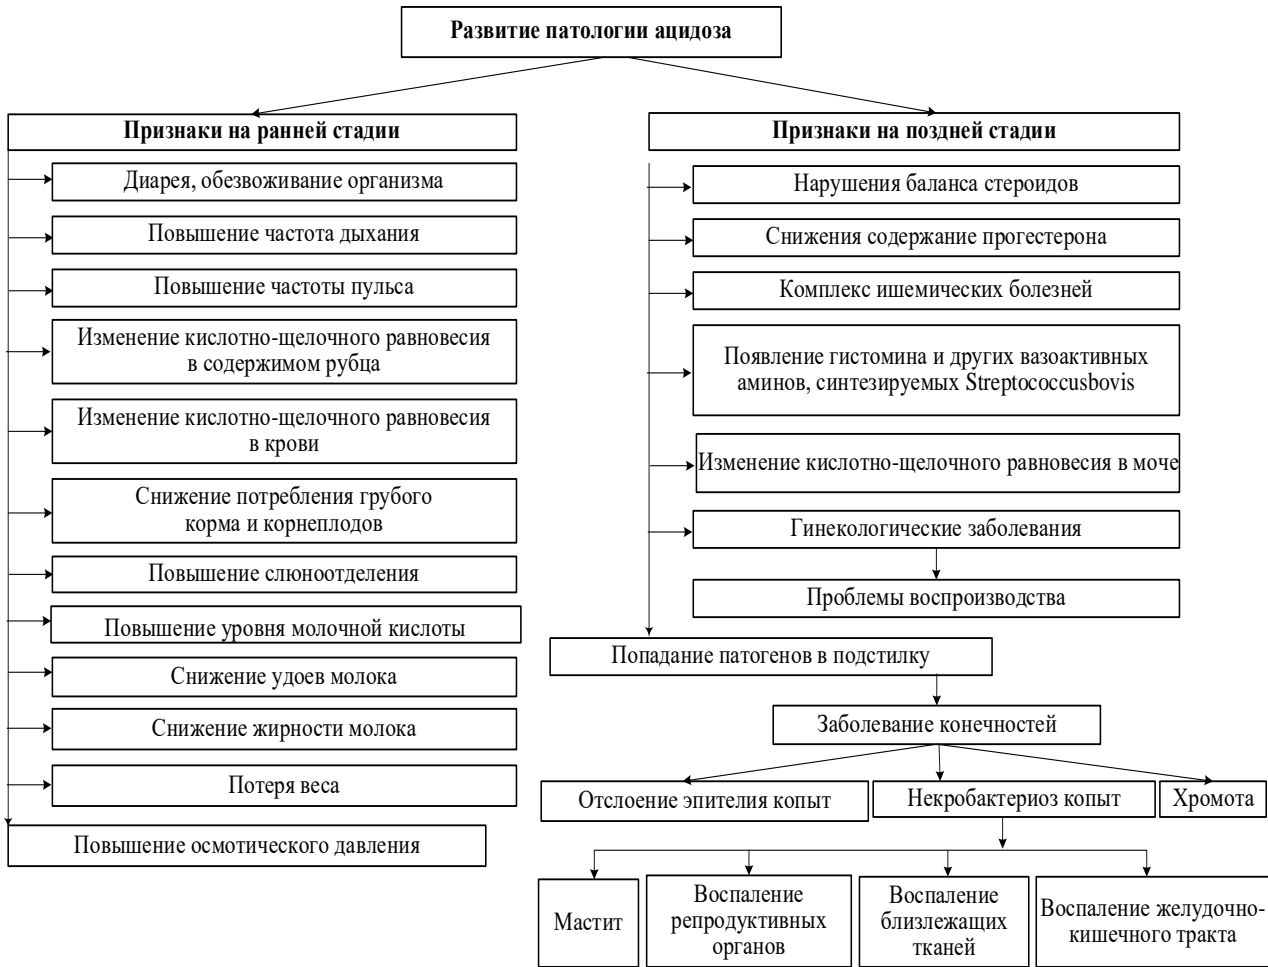 Развитие патологии ацидоза
Признаки на ранней стадии
Диарея, обезвоживание организма
Повышение частота дыхания
Повышение частоты пульса
Изменение кислотно-щелочного равновесия
в содержимом рубца
Изменение кислотно-щелочного равновесия
в крови
Снижение потребления грубого
корма и корнеплодов
Повышение слюноотделения
Повышение уровня молочной кислоты
Снижение удоев молока
Снижение жирности молока
Потеря веса
Повышение осмотического давления
Признаки на поздней стадии
Нарушения баланса стероидов
Снижения содержание прогестерона
Комплекс ишемических болезней
Появление гистомина и других вазоактивных
аминов, синтезируемых Streptococcusbovis
Изменение кислотно-щелочного равновесия в моче
Гинекологические заболевания
Проблемы воспроизводства
Попадание патогенов в подстилку
Заболевание конечностей
Отслоение эпителия копыт
Некробактериоз копыт
Хромота
Мастит
Воспаление
репродуктивных
органов
Воспаление
близлежащих
тканей
Воспаление желудочно-
кишечного тракта